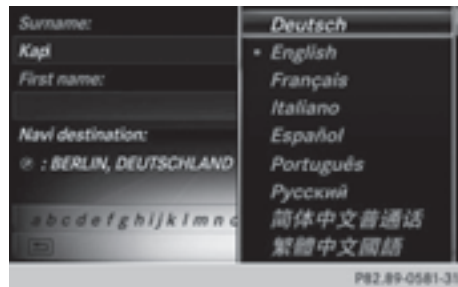 Surname:
Kapl
First name:
Navi destination:
: BERLIN, DEUTSCHLAND
a b c d e f g h i j k l m n o
Deutsch
• English
Français
Italiano
Español
Português
Русский
简体中文普通话
繁體中文國語
P82.89-0581-31